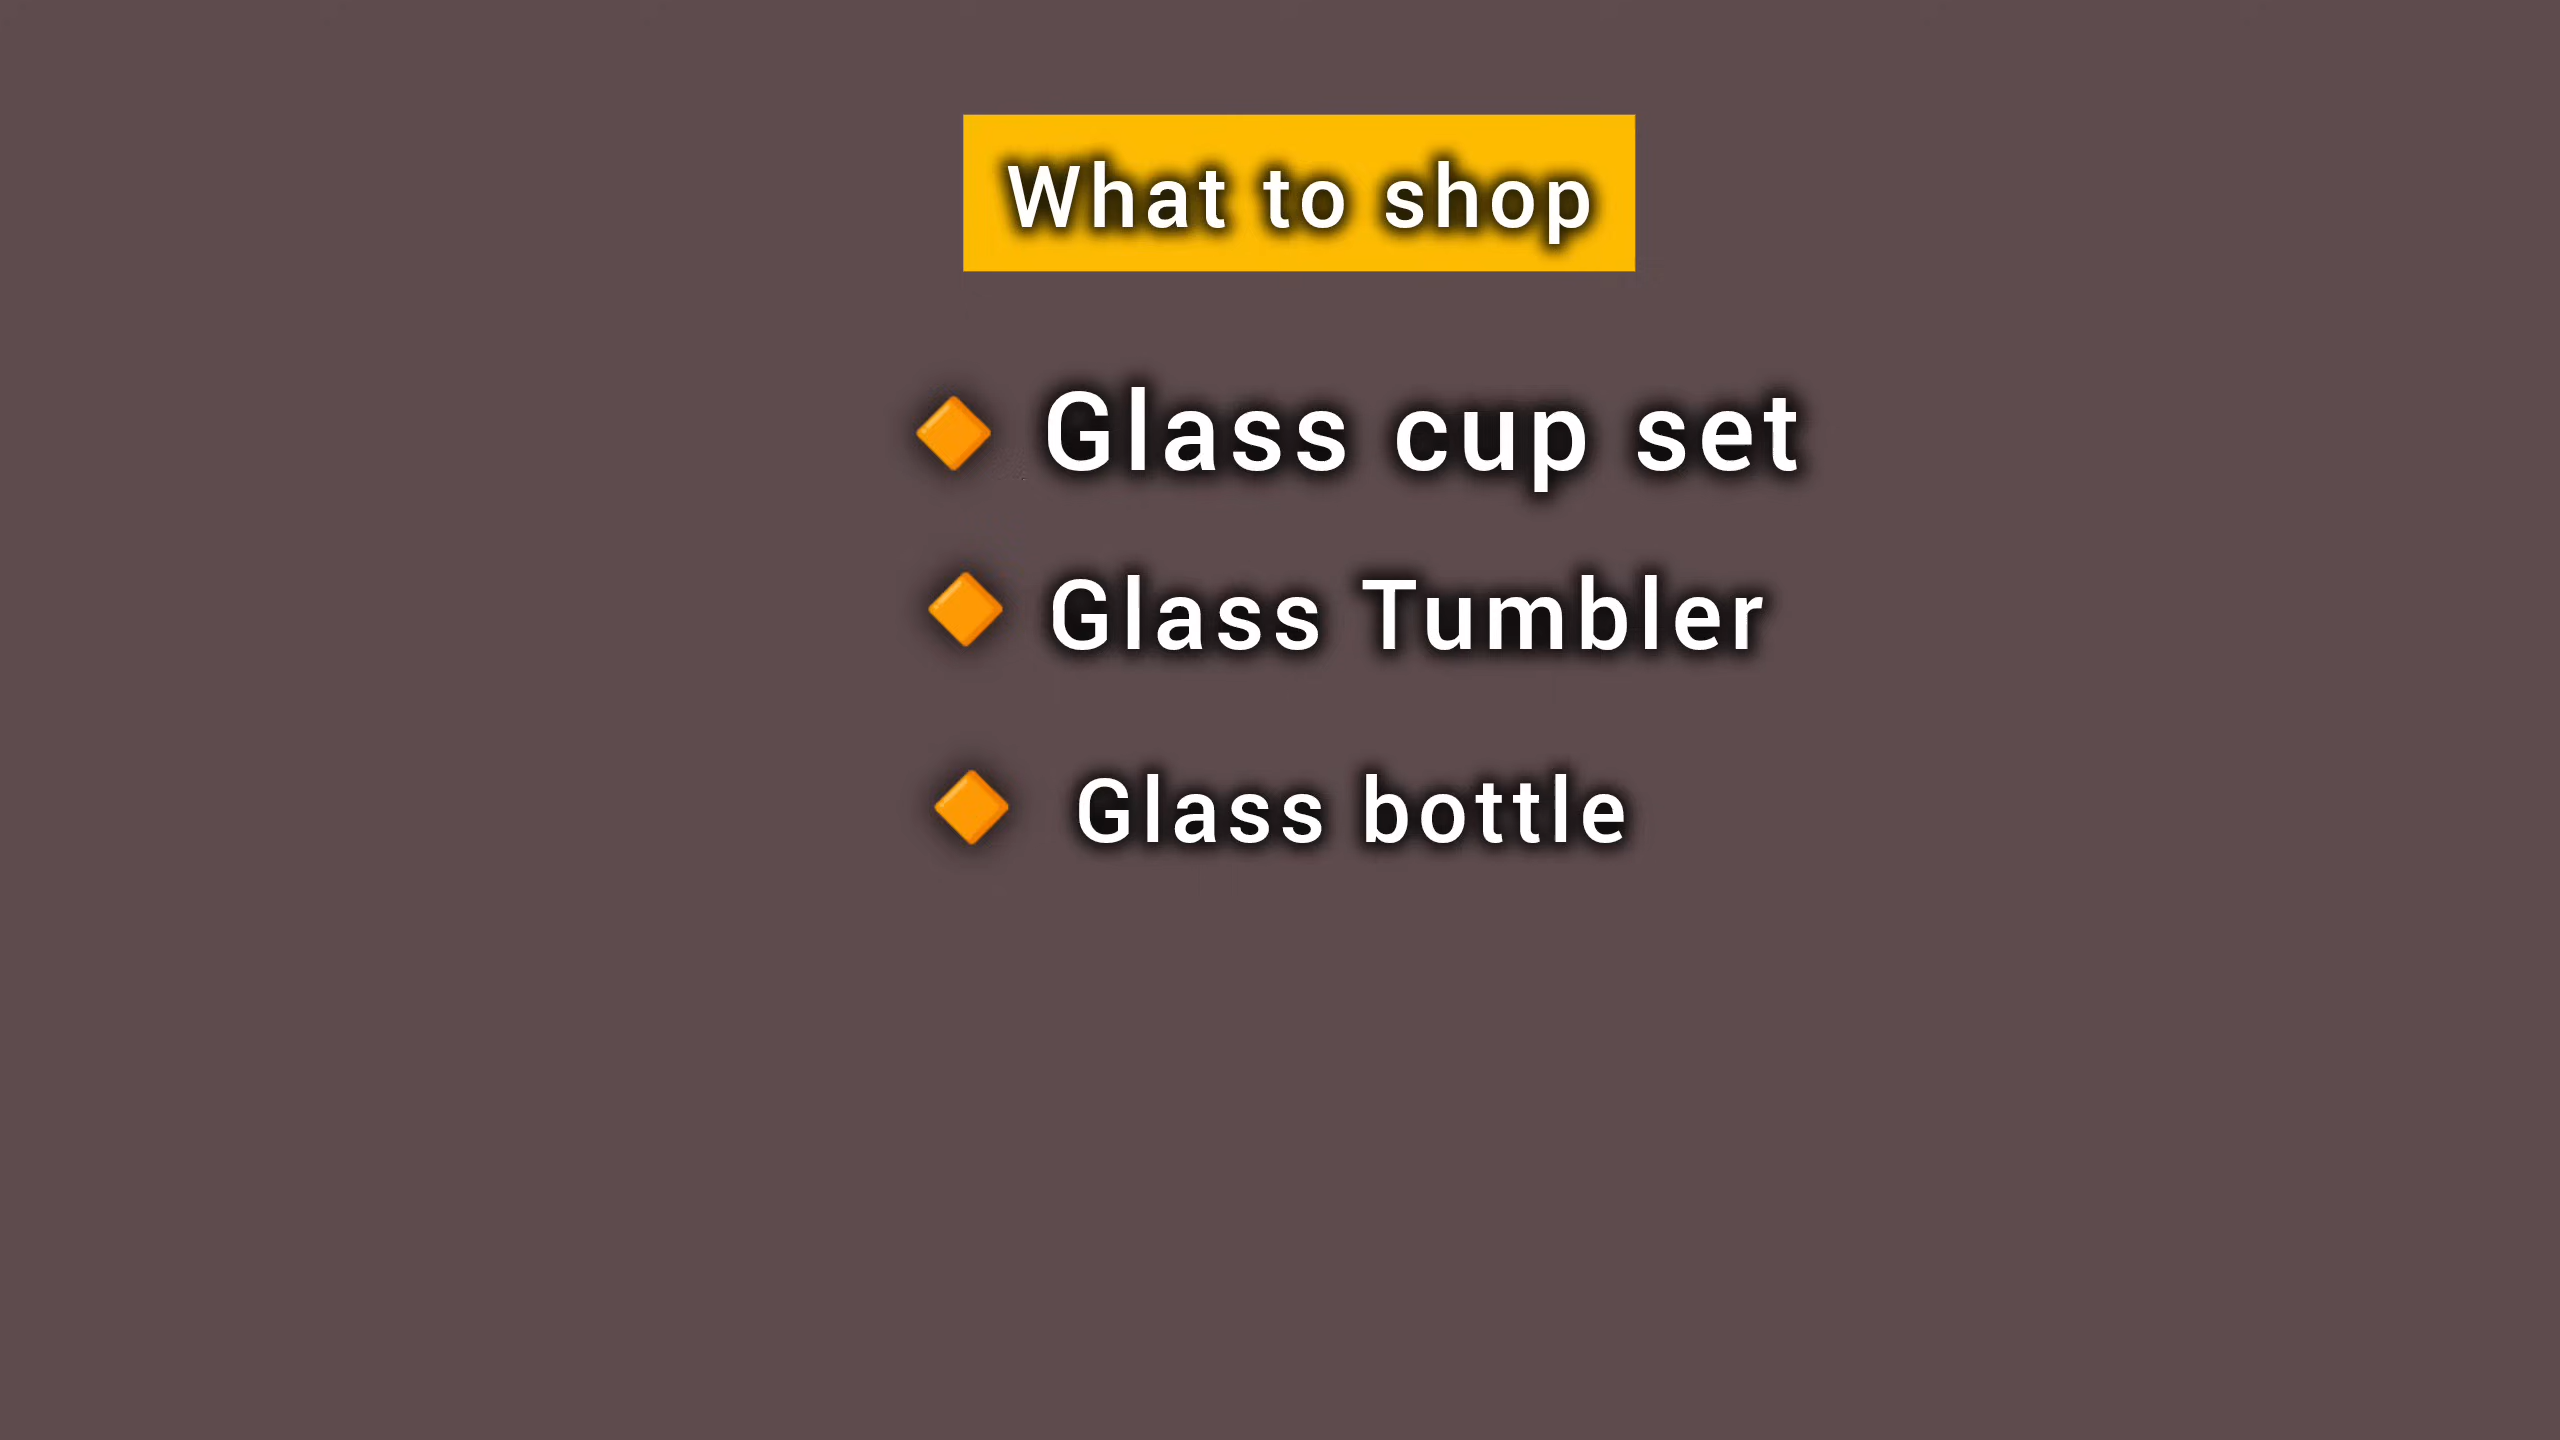 What to shop
🔶 Glass cup set
🔶 Glass Tumbler
🔶 Glass bottle